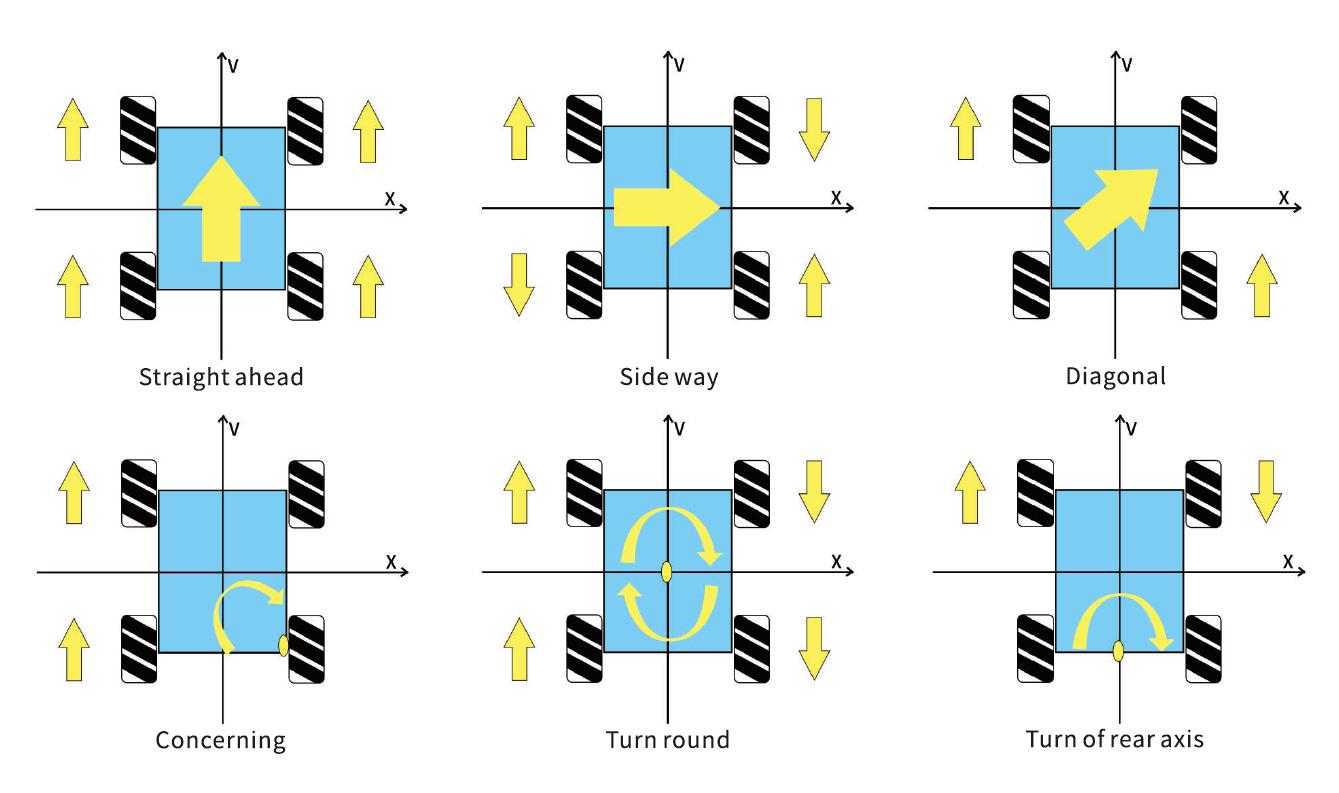 V
X
Straight ahead
V
X
Side way
V
X
Diagonal
V
X
Concerning
V
X
Turn round
V
X
Turn of rear axis